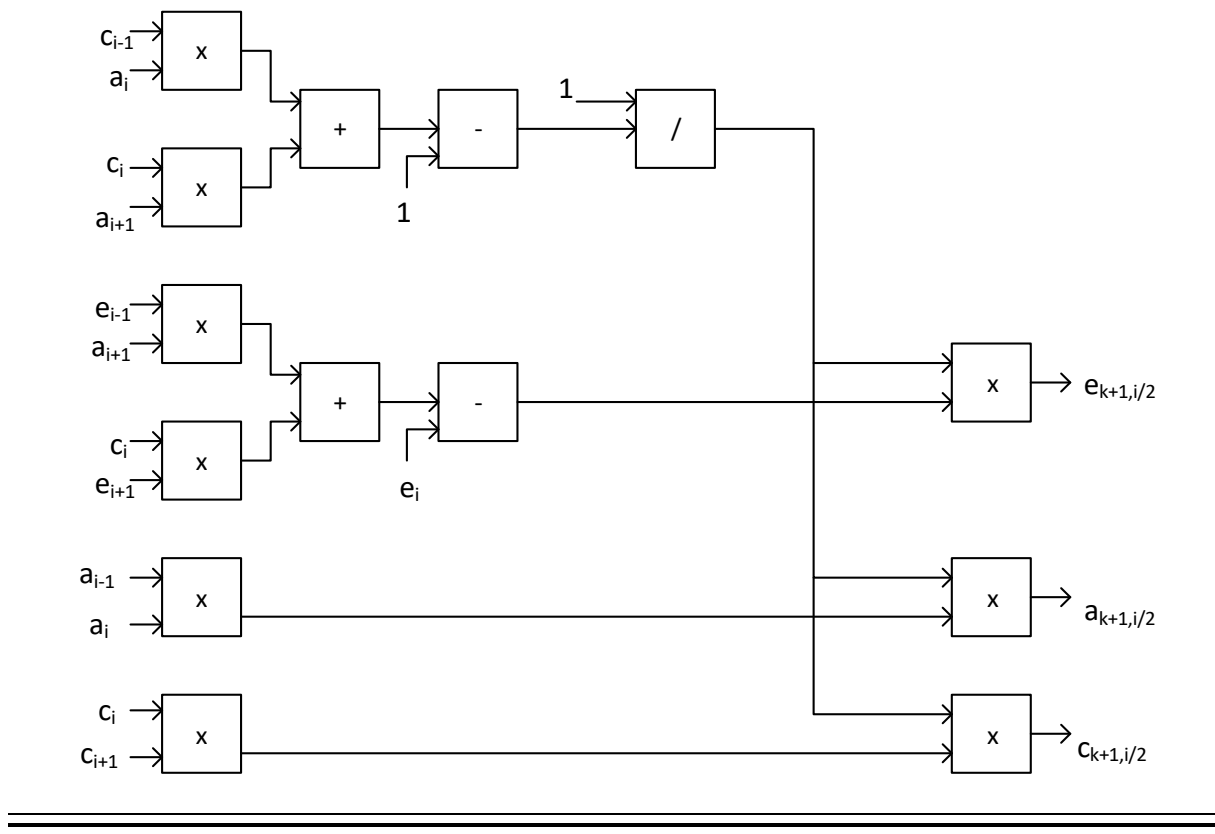 c_{i-1}
a_i
x
c_i
a_{i+1}
x
+
-
1
1
/
e_{i-1}
a_{i+1}
x
c_i
e_{i+1}
x
+
-
e_i
x
e_{k+1,i/2}
a_{i-1}
a_i
x
x
a_{k+1,i/2}
c_i
c_{i+1}
x
x
c_{k+1,i/2}